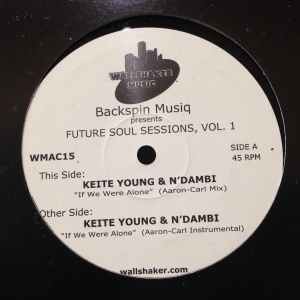 WALLSHAKER
MUSIC
Backspin Musiq
presents
FUTURE SOUL SESSIONS, VOL. 1
WMAC15
SIDE A
45 RPM
This Side:
KEITE YOUNG & N'DAMBI
"If We Were Alone" (Aaron-Carl Mix)
Other Side:
KEITE YOUNG & N'DAMBI
"If We Were Alone" (Aaron-Carl Instrumental)
wallshaker.com